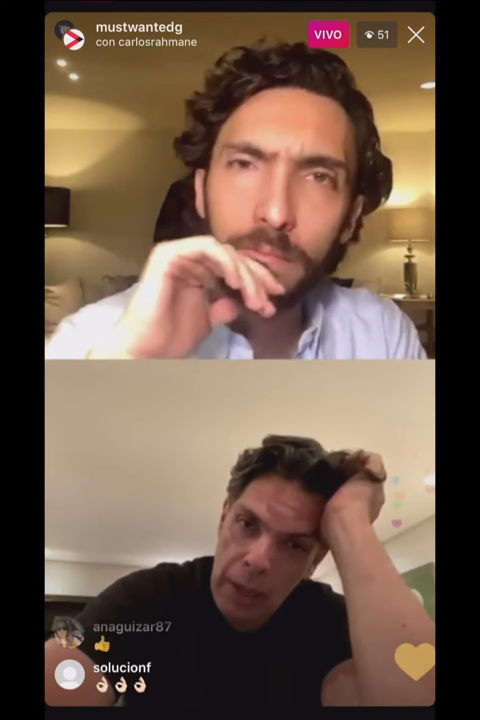 mustwantedg
con carlosrahmane
VIVO
51
anaguizar87
solucionf